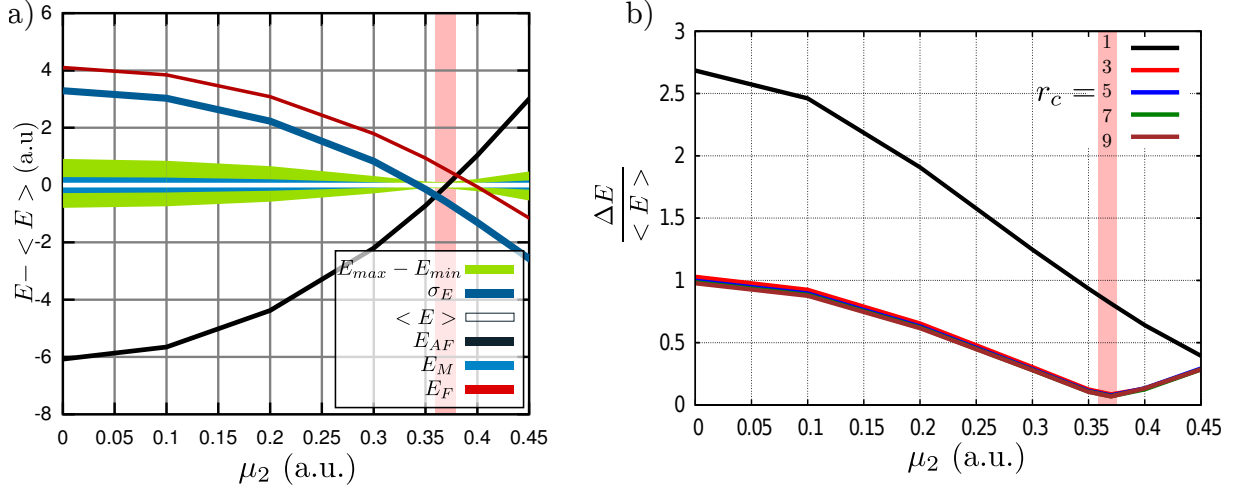 a)
E− < E > (a.u)
6
4
2
0
-2
-4
-6
-8
E_max − E_min
σ_E
< E >
E_AF
E_M
E_F
0 0.05 0.1 0.15 0.2 0.25 0.3 0.35 0.4 0.45
μ_2 (a.u.)
b)
ΔE
< E >
3
2.5
2
1.5
1
0.5
0
r_c =
1
3
5
7
9
0 0.05 0.1 0.15 0.2 0.25 0.3 0.35 0.4 0.45
μ_2 (a.u.)